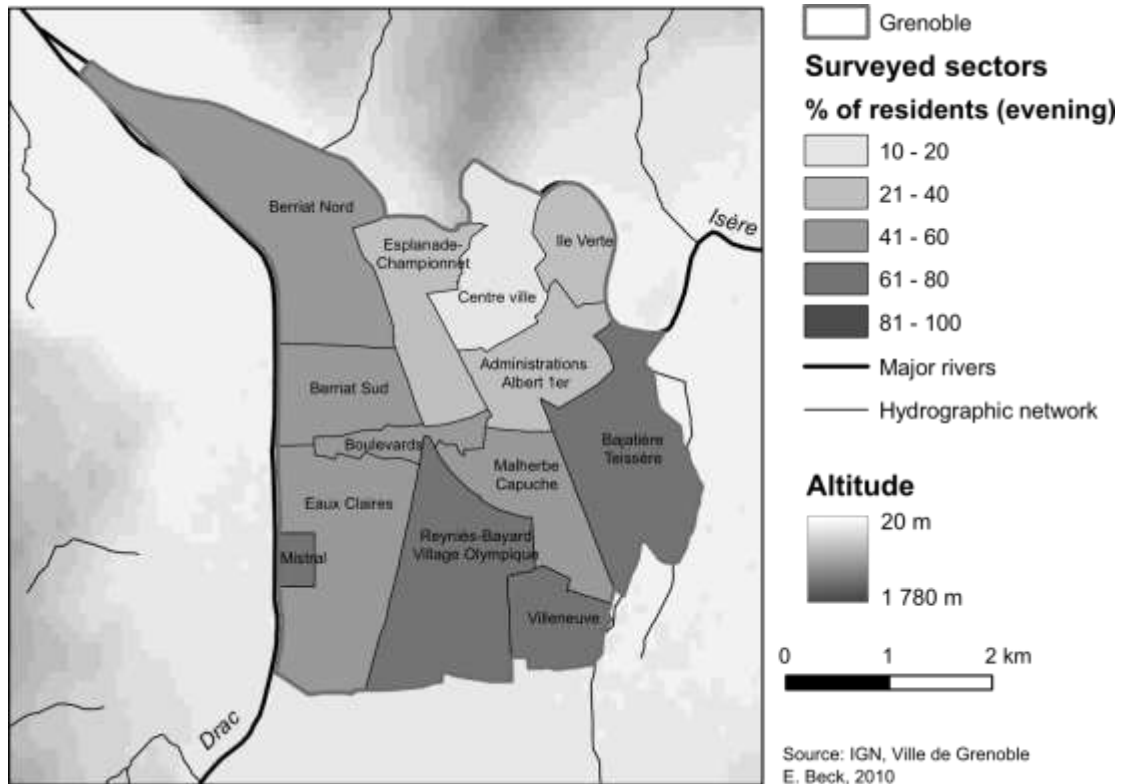 Berriat Nord
Esplanade-
Championnet
Ile Verte
Isère
Centre ville
Administrations
Albert 1er
Berriat Sud
Boulevards
Bajatière
Teissère
Malherbe
Capuche
Eaux Claires
Reyniès-Bayard
Village Olympique
Mistral
Villeneuve
Drac
Grenoble
Surveyed sectors
% of residents (evening)
10 - 20
21 - 40
41 - 60
61 - 80
81 - 100
Major rivers
Hydrographic network
Altitude
20 m
1 780 m
0 1 2 km
Source: IGN, Ville de Grenoble
E. Beck, 2010